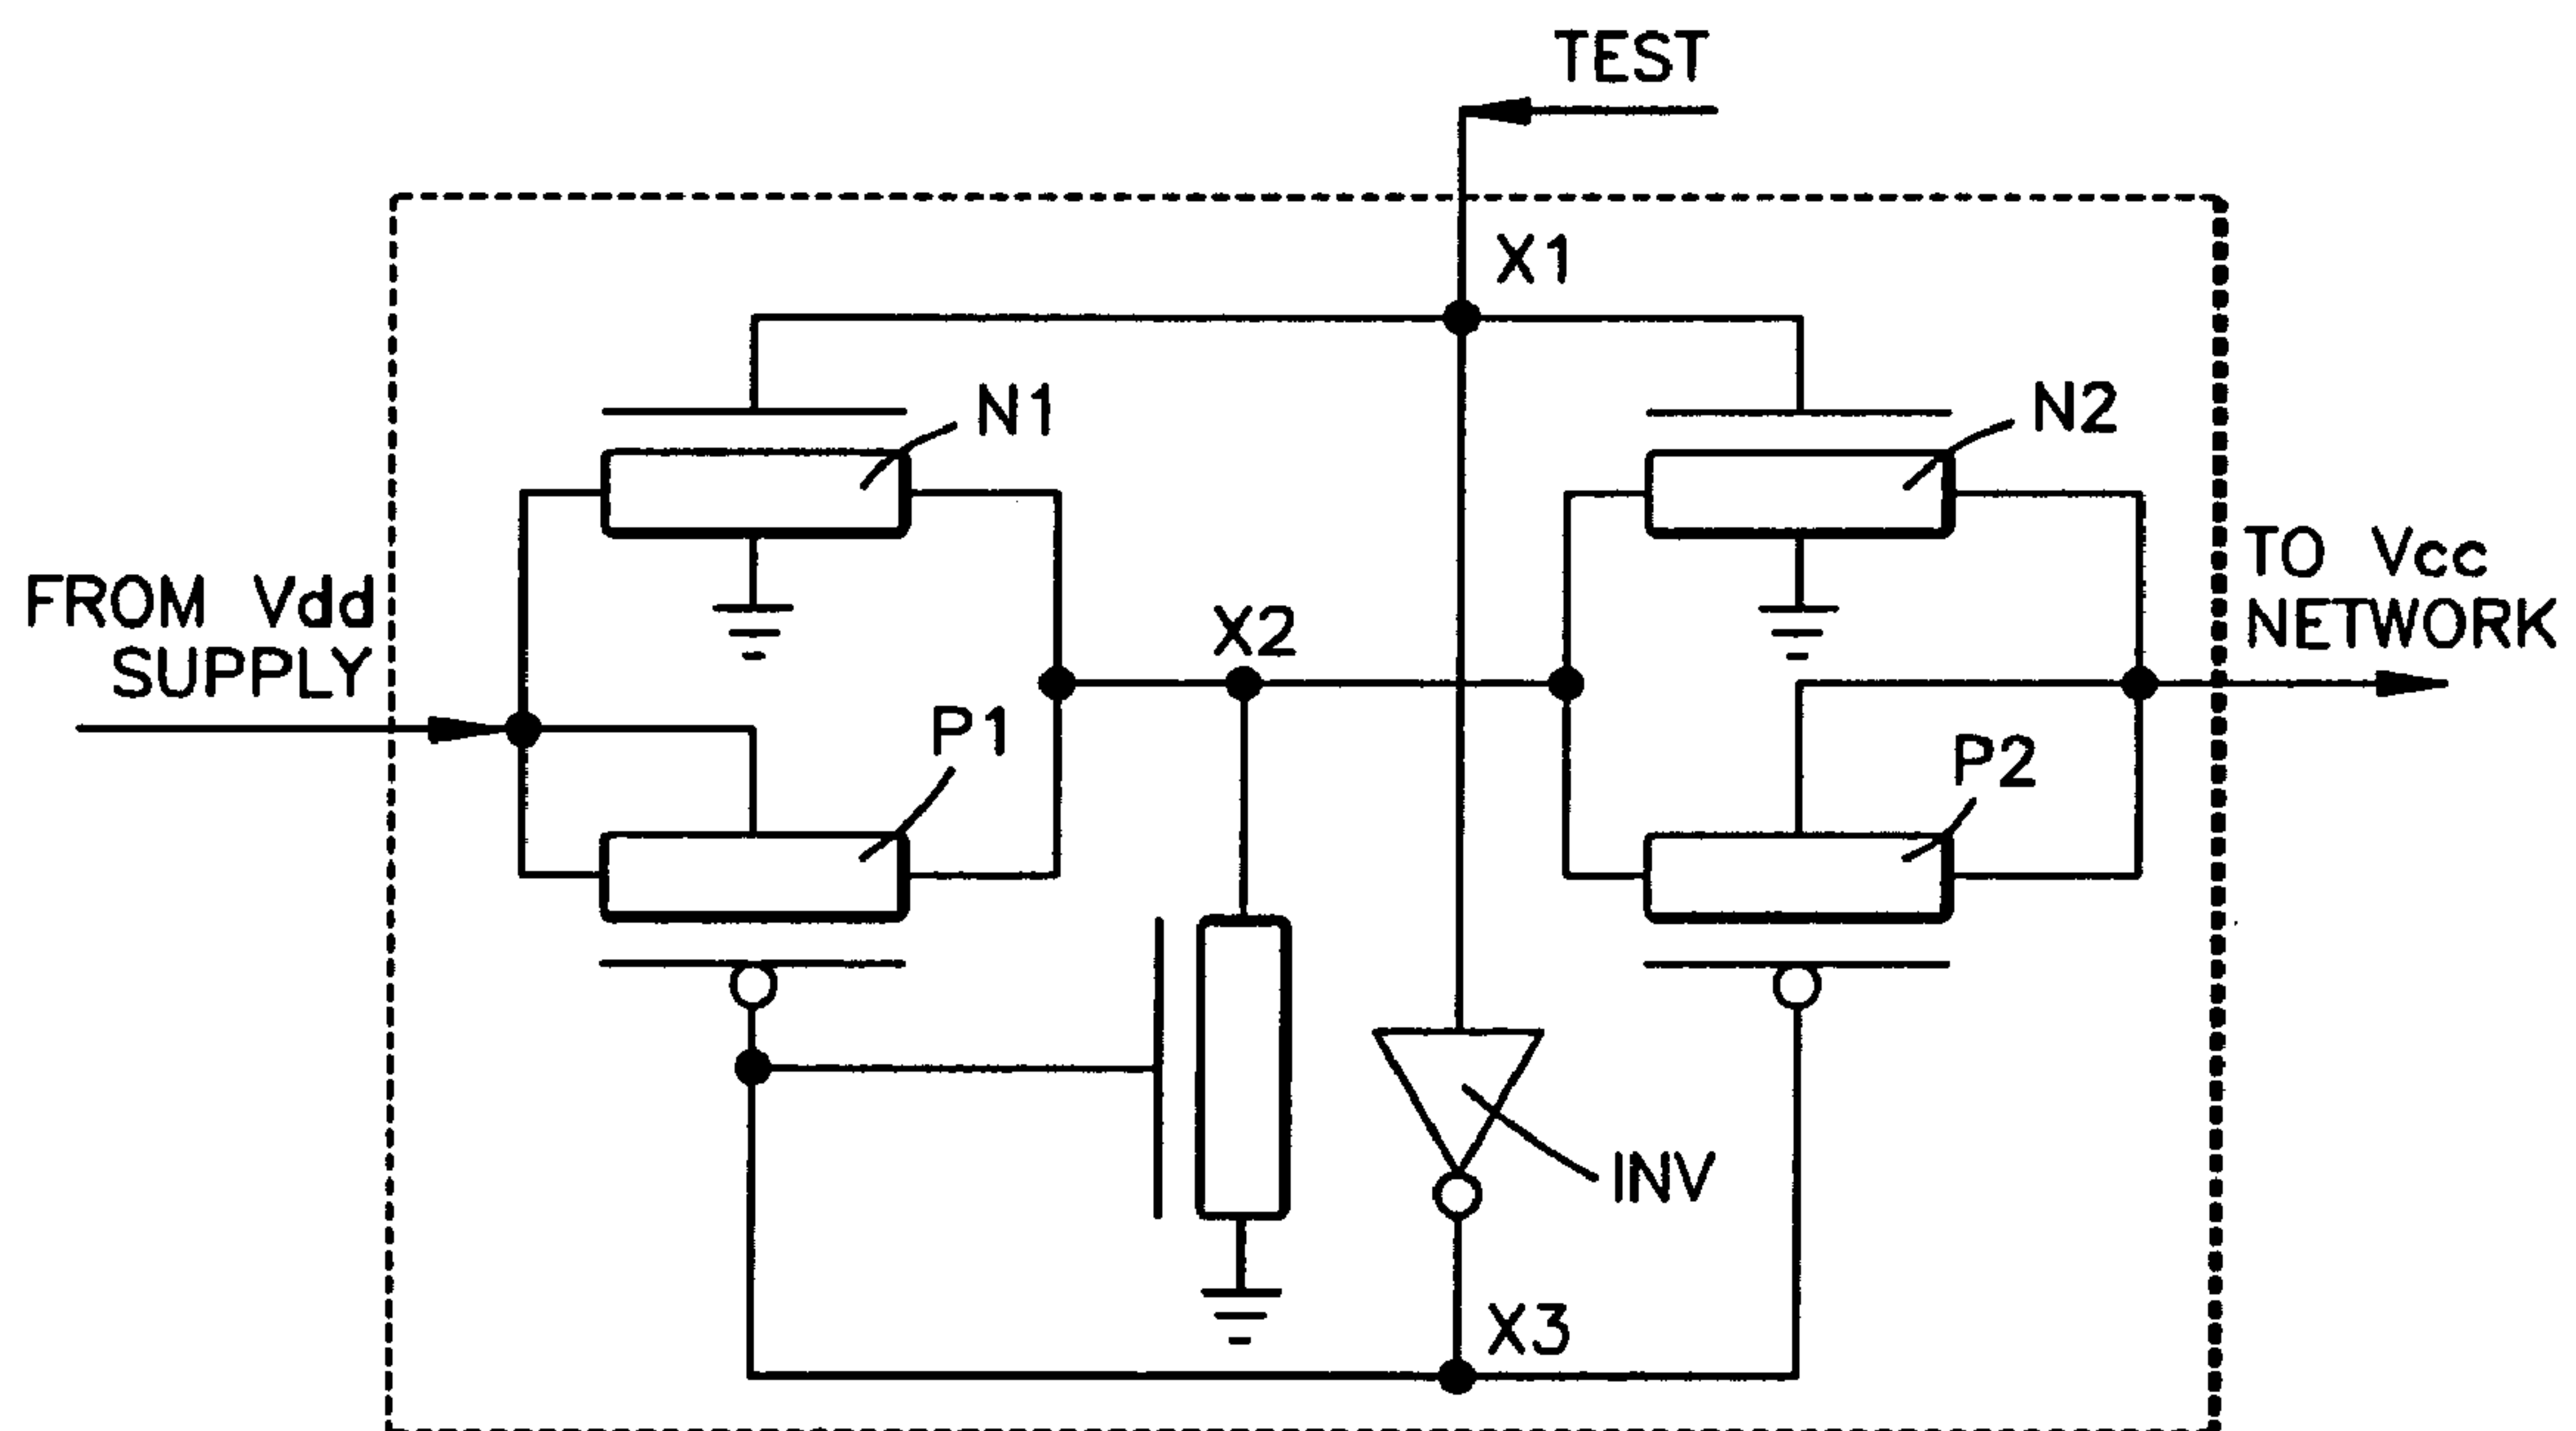 TEST
X1
N1
N2
FROM Vdd
SUPPLY
X2
TO Vcc
NETWORK
P1
P2
INV
X3